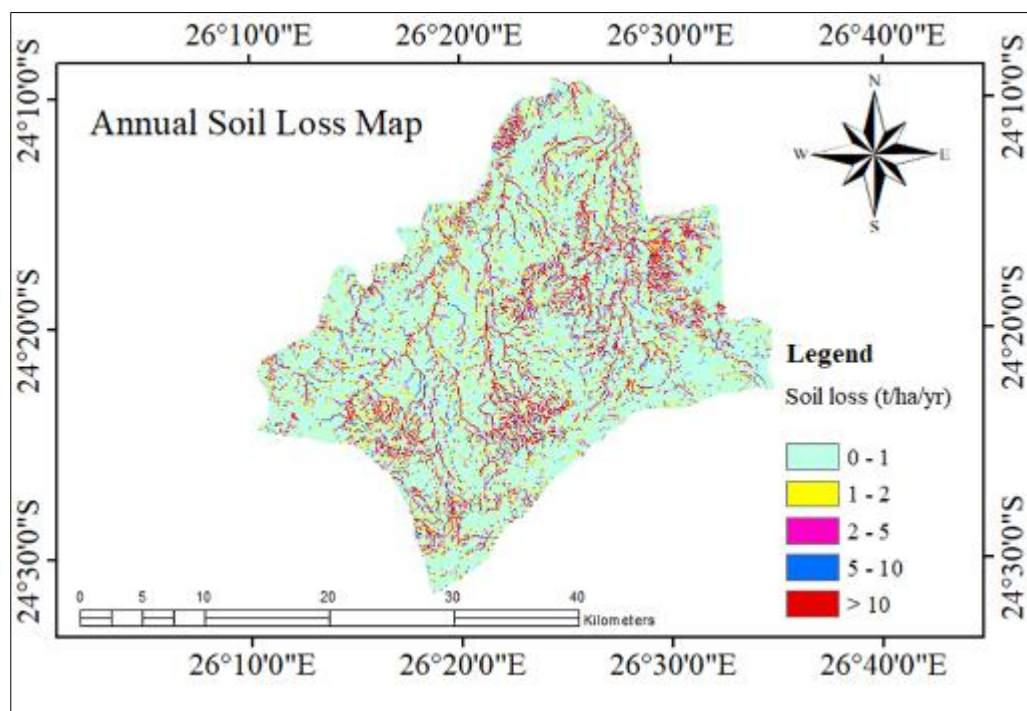 26°10'0"E 26°20'0"E 26°30'0"E 26°40'0"E
24°10'0"S 24°10'0"S
Annual Soil Loss Map
N
W E
S
24°20'0"S 24°20'0"S
Legend
Soil loss (t/ha/yr)
0 - 1
1 - 2
2 - 5
5 - 10
> 10
24°30'0"S 24°30'0"S
0 5 10 20 30 40
Kilometers
26°10'0"E 26°20'0"E 26°30'0"E 26°40'0"E